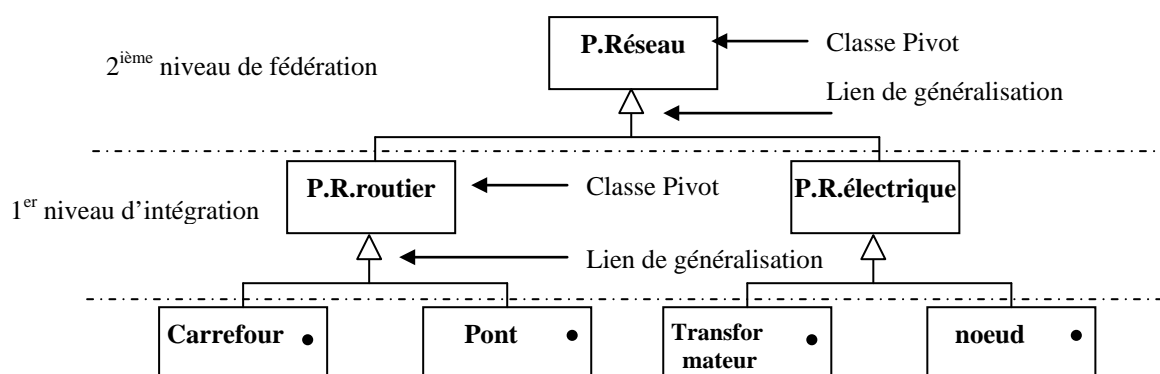 P.Réseau
Classe Pivot
2ième niveau de fédération
Lien de généralisation
P.R.routier
Classe Pivot
P.R.électrique
1er niveau d'intégration
Lien de généralisation
Carrefour
Pont
Transfor
mateur
noeud